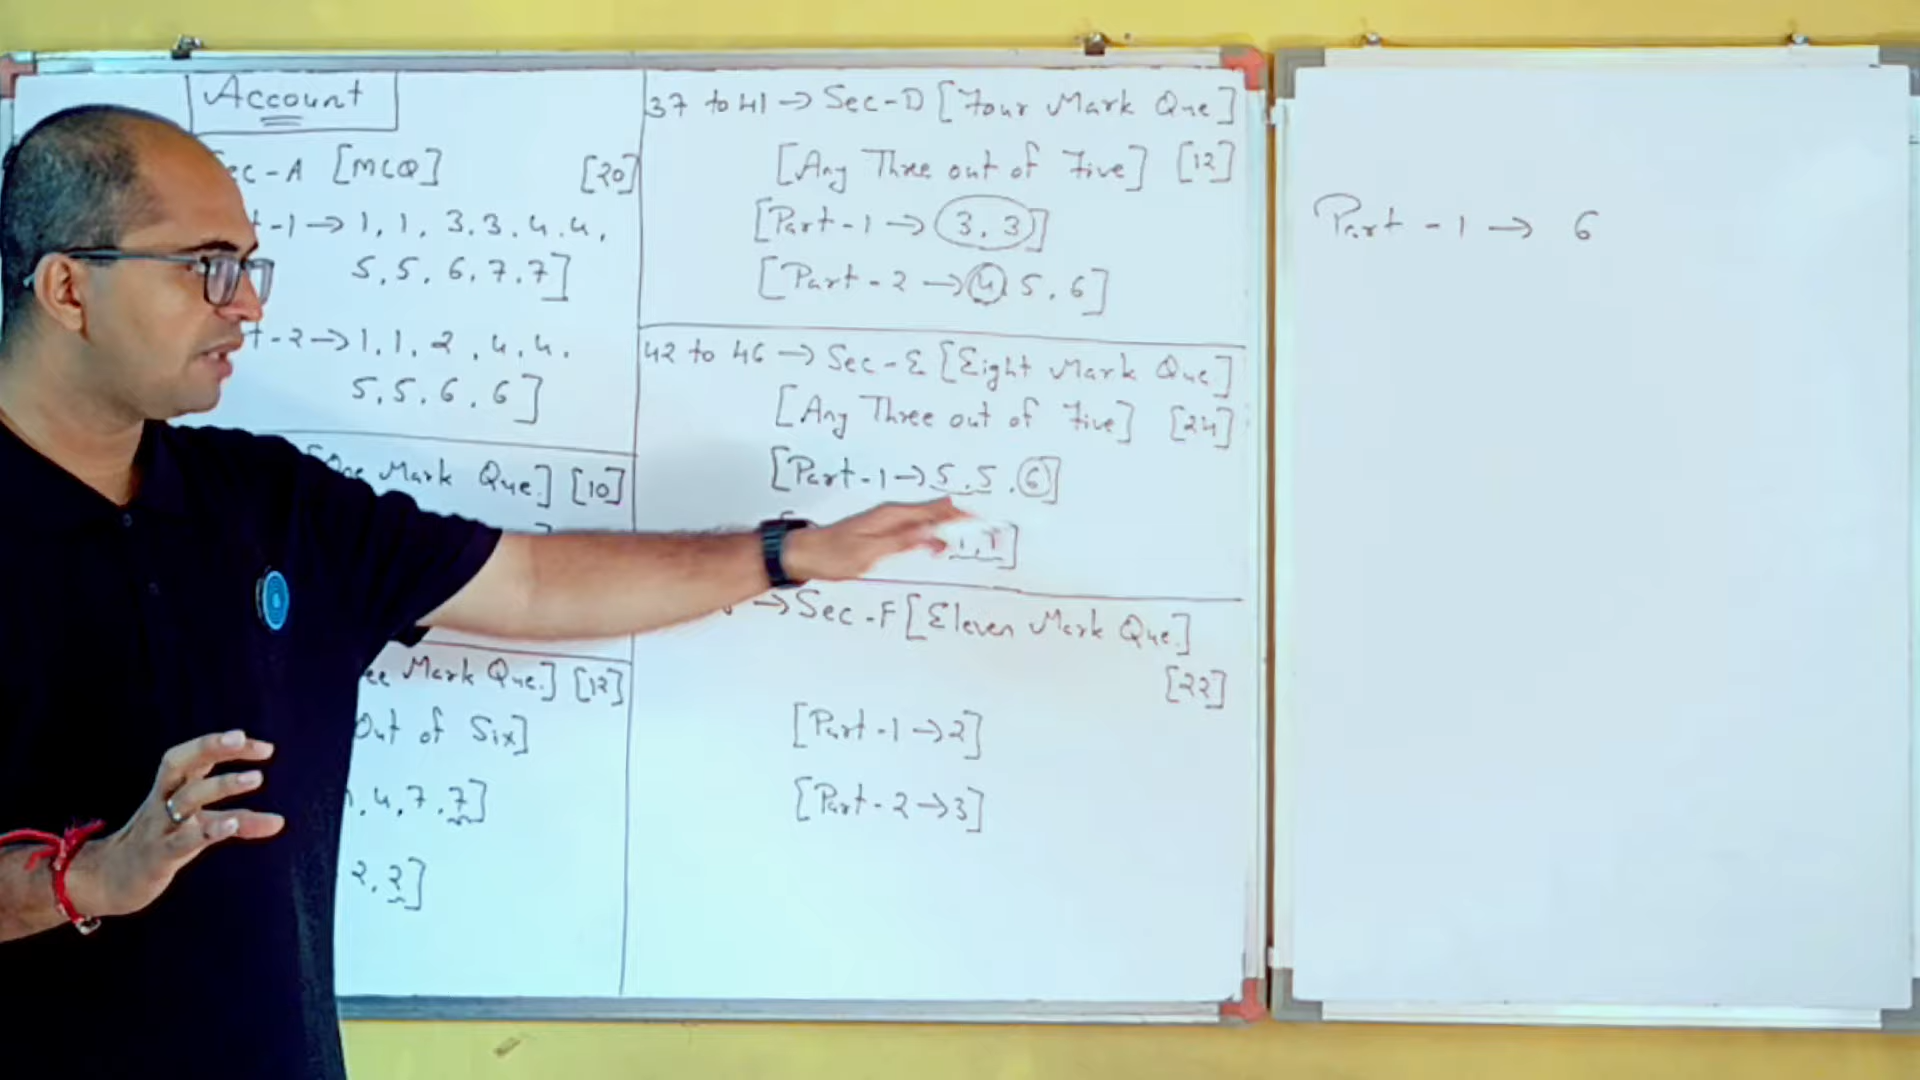 Account
Sec-A [MCQ] [20]
-1 → 1, 1, 3, 3, 4, 4,
5, 5, 6, 7, 7]
-2 → 1, 1, 2, 4, 4,
5, 5, 6, 6]
[One Mark Que.] [10]
Mark Que.] [12]
Out of Six]
, 4, 7, 7]
2, 2]
37 to 41 → Sec-D [Four Mark Que]
[Any Three out of Five] [12]
[Part-1 → 3, 3]
[Part-2 → 4, 5, 6]
42 to 46 → Sec-E [Eight Mark Que]
[Any Three out of Five] [24]
[Part-1 → 5, 5, 6]
→ Sec-F [Eleven Mark Que.]
[22]
[Part-1 → 2]
[Part-2 → 3]
Part-1 → 6